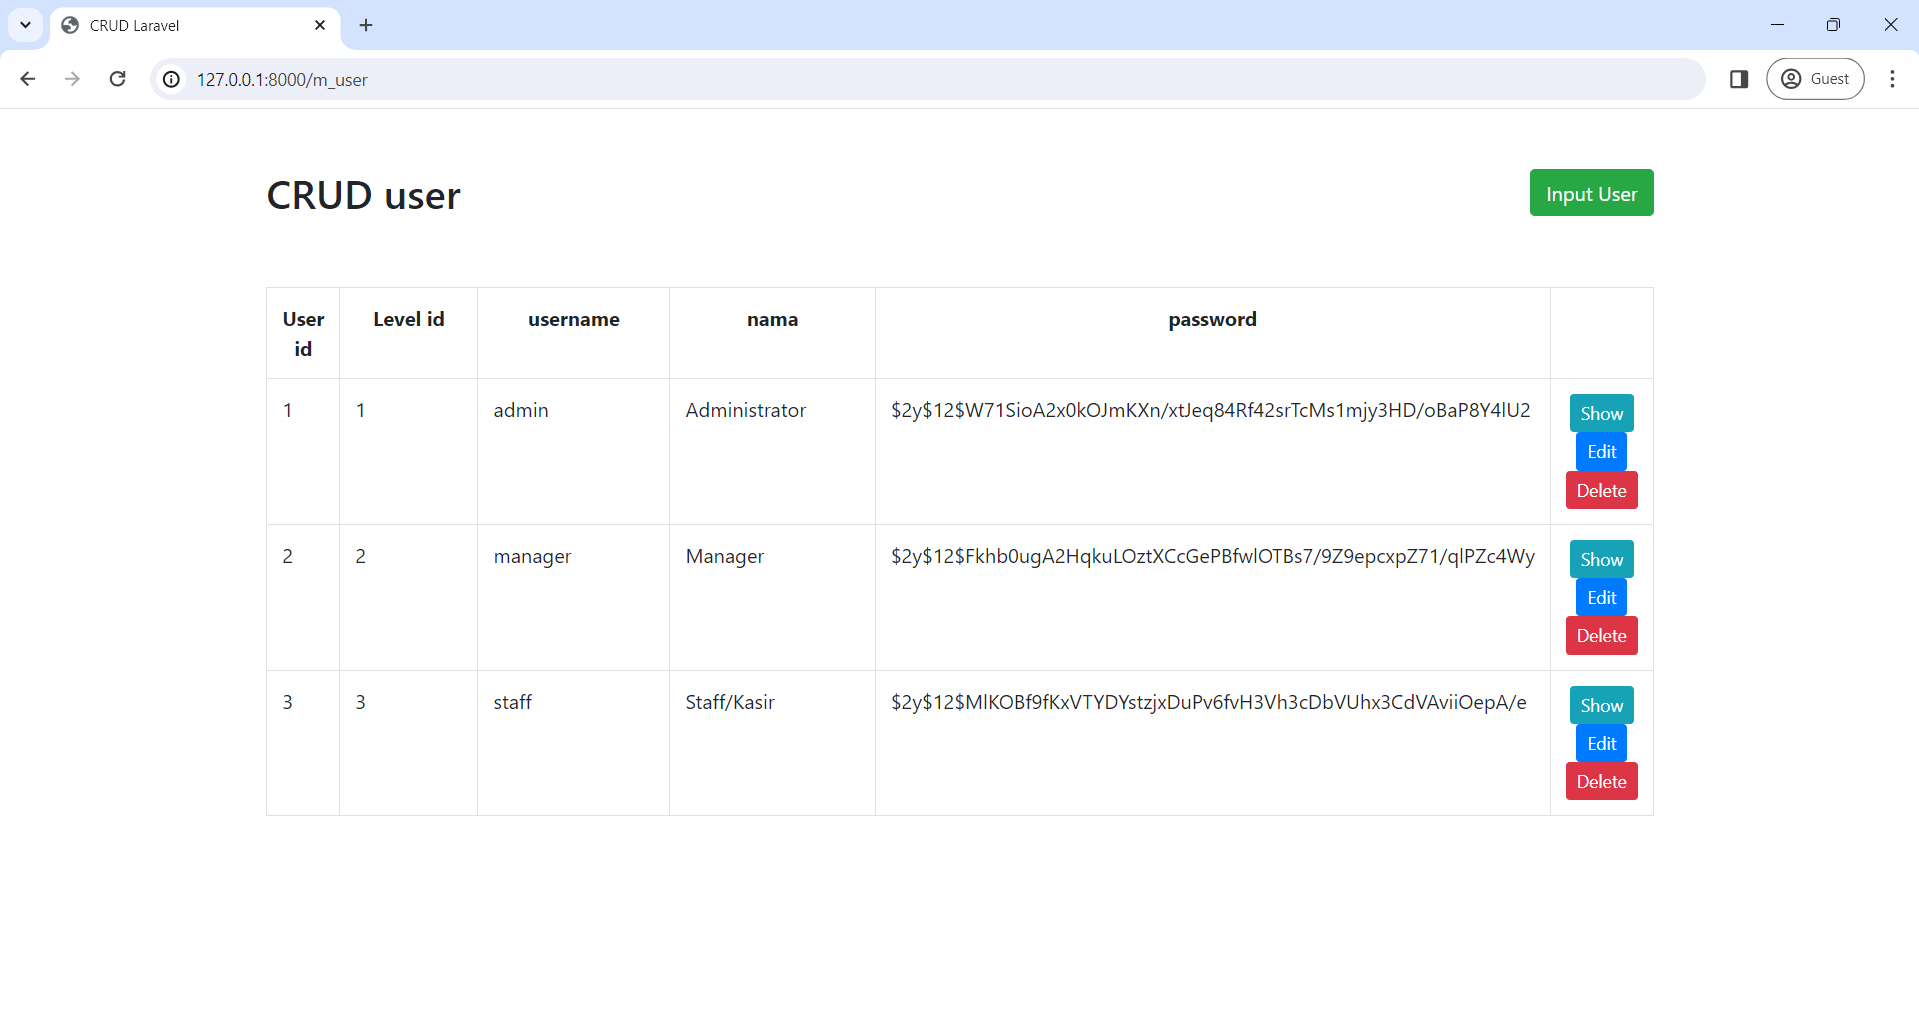 CRUD Laravel
127.0.0.1:8000/m_user
Guest
CRUD user
Input User
User id Level id username nama password
1 1 admin Administrator $2y$12$W71SioA2x0kOJmKXn/xtJeq84Rf42srTcMs1mjy3HD/oBaP8Y4lU2
Show
Edit
Delete
2 2 manager Manager $2y$12$Fkhb0ugA2HqkuLOztXCcGePBfwlOTBs7/9Z9epcxpZ71/qlPZc4Wy
Show
Edit
Delete
3 3 staff Staff/Kasir $2y$12$MlKOBf9fKxVTYDYstzjxDuPv6fvH3Vh3cDbVUhx3CdVAviiOepA/e
Show
Edit
Delete